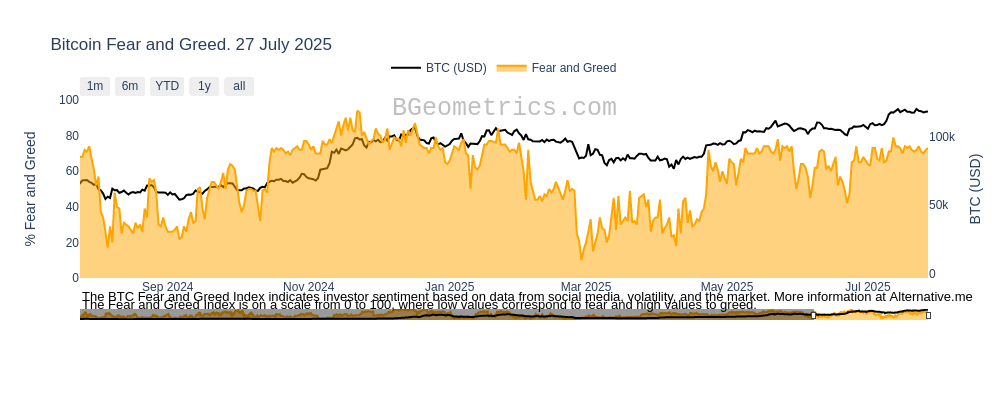 Bitcoin Fear and Greed. 27 July 2025
BTC (USD) Fear and Greed
1m 6m YTD 1y all
BGeometrics.com
100
80
60
40
20
0
% Fear and Greed
100k
50k
0
BTC (USD)
Sep 2024 Nov 2024 Jan 2025 Mar 2025 May 2025 Jul 2025
The BTC Fear and Greed Index indicates investor sentiment based on data from social media, volatility, and the market. More information at Alternative.me
The Fear and Greed Index is on a scale from 0 to 100, where low values correspond to fear and high values to greed.